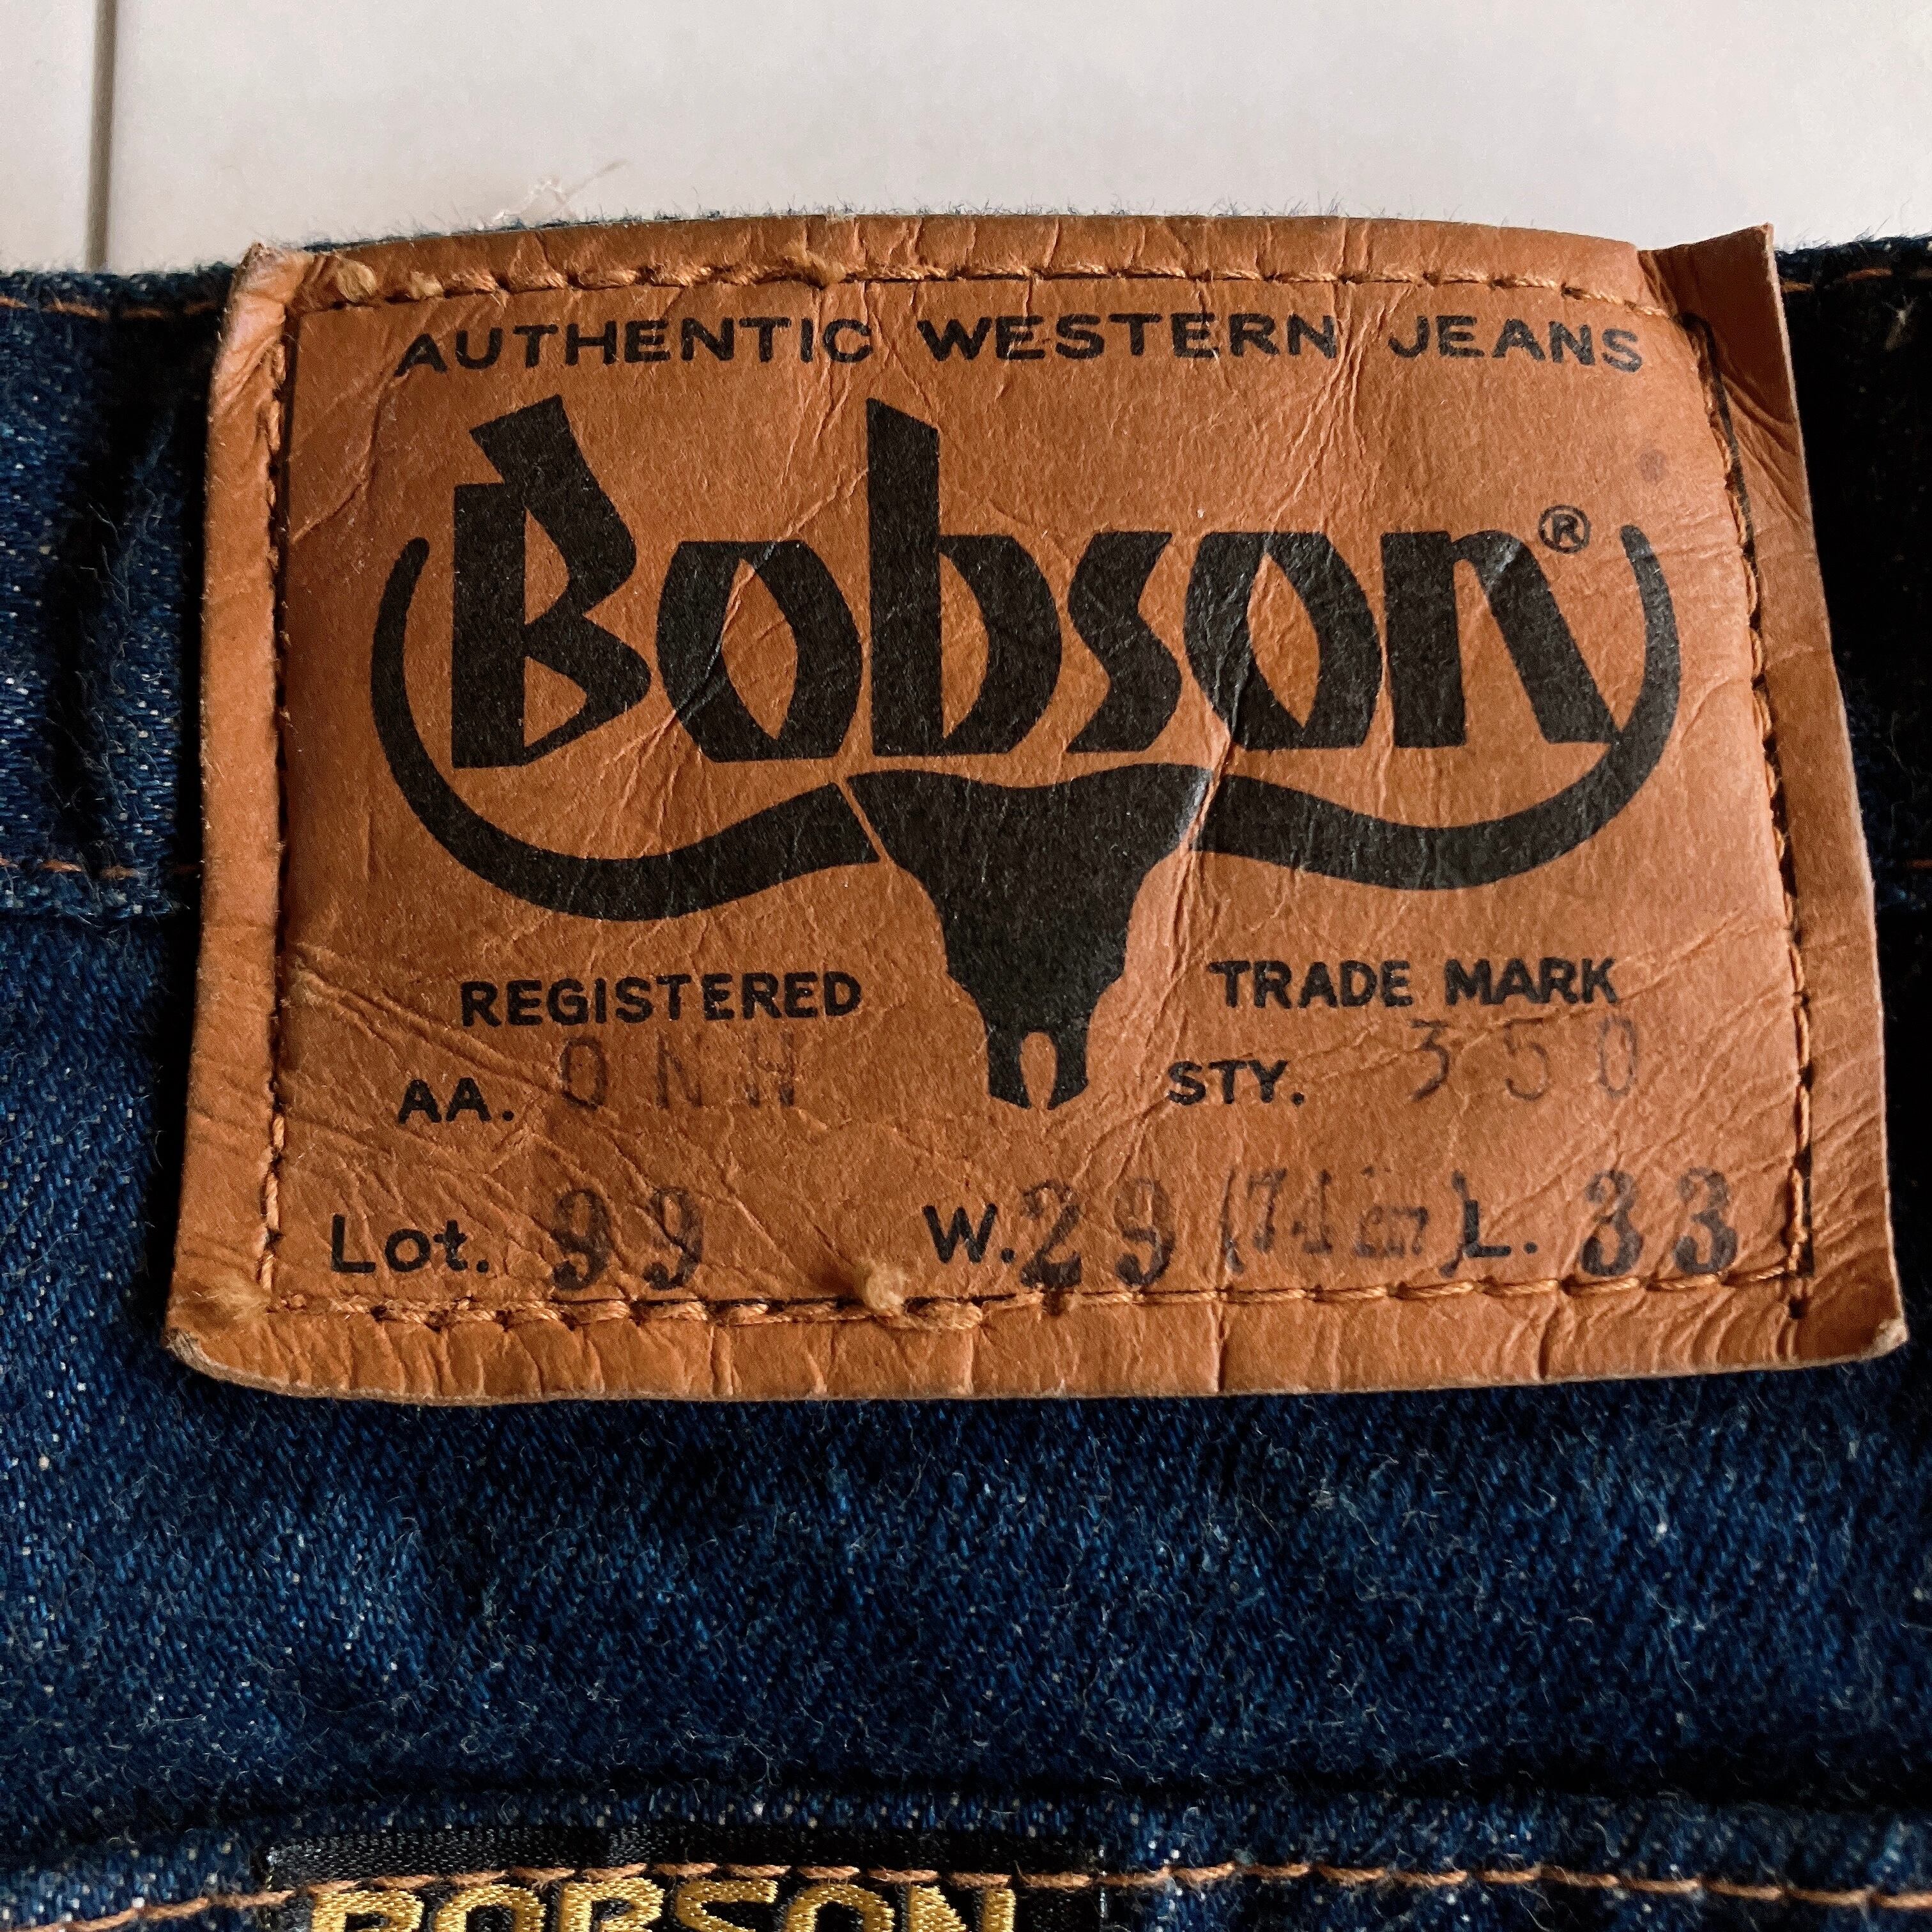 AUTHENTIC WESTERN JEANS
Bobson®
REGISTERED TRADE MARK
AA. ONH STY. 350
Lot. 99 W. 29 (74cm) L. 33
BOBSON